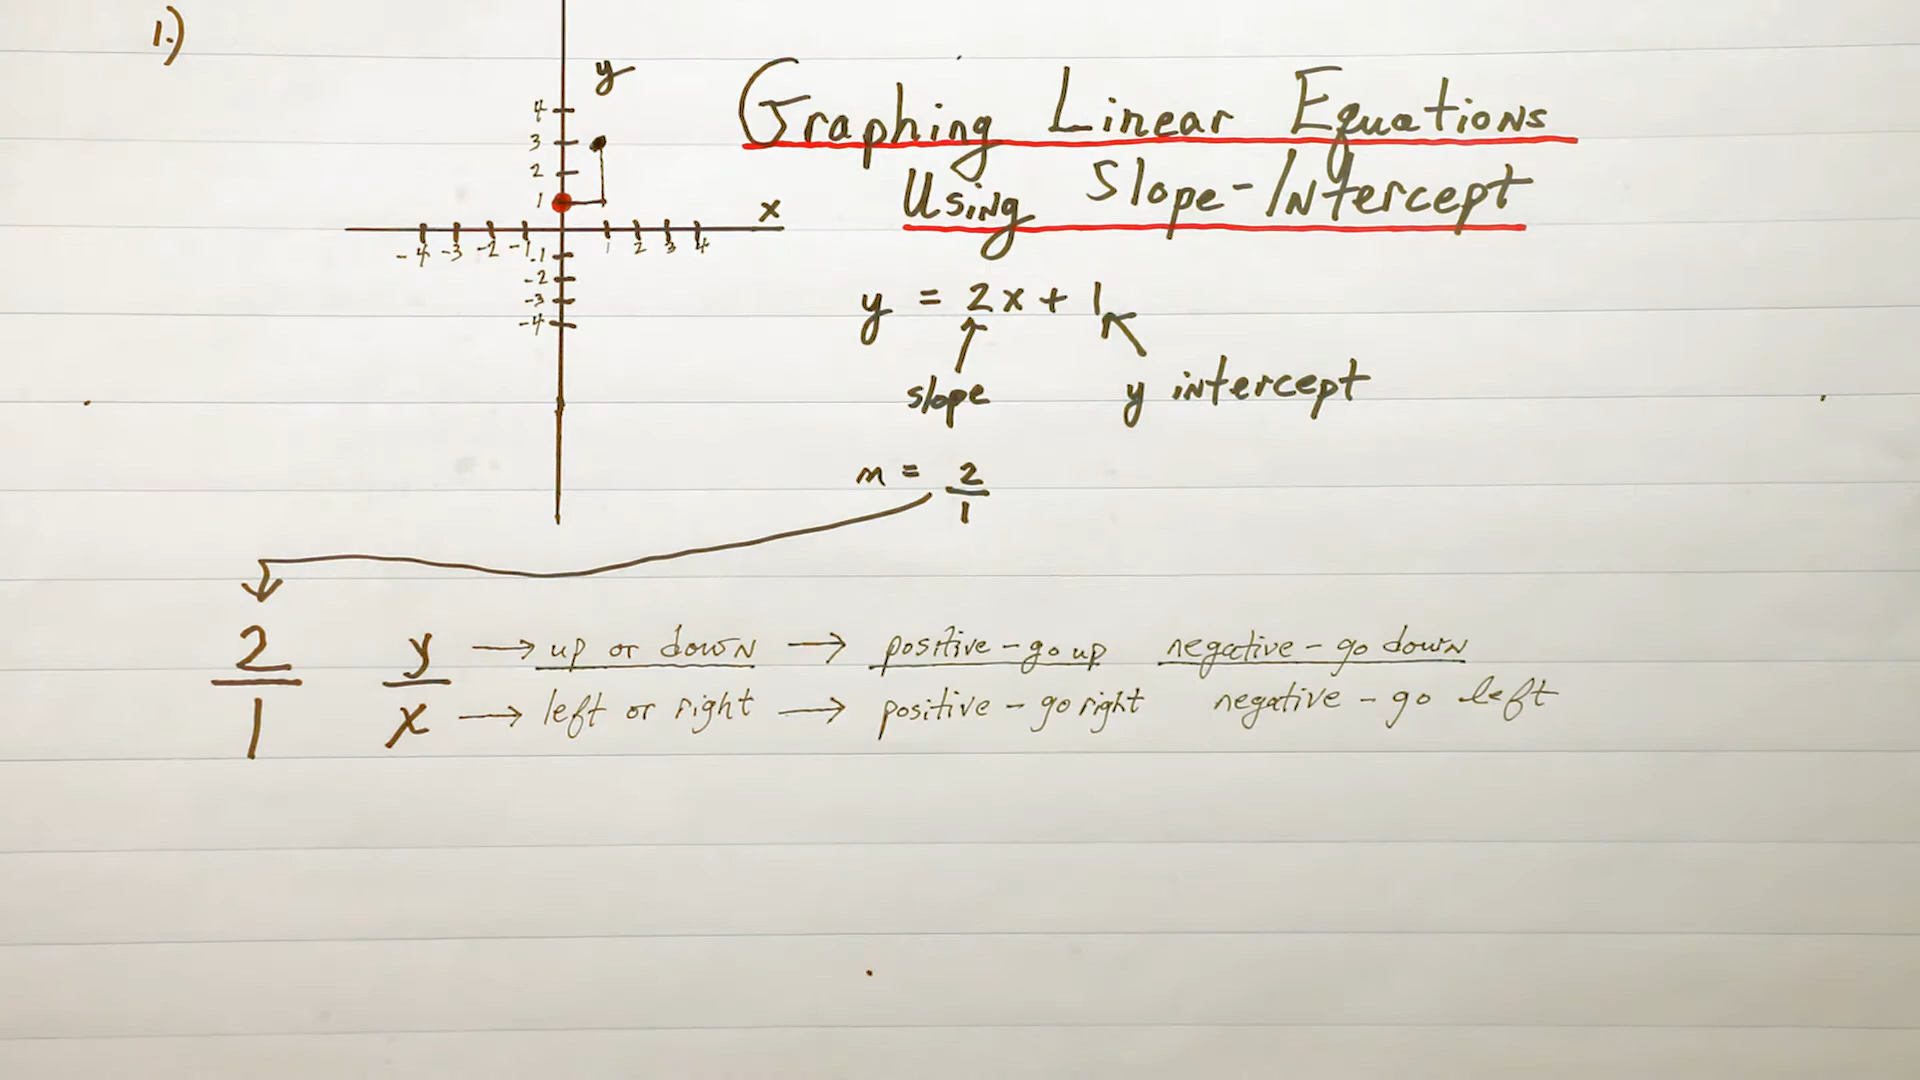 1.)
y
4
3
2
1
x
-4 -3 -2 -1 1 2 3 4
-1
-2
-3
-4
Graphing Linear Equations
Using Slope-Intercept
y = 2x + 1
slope
y intercept
m = 2/1
2 y → up or down → positive - go up negative - go down
1 x → left or right → positive - go right negative - go left